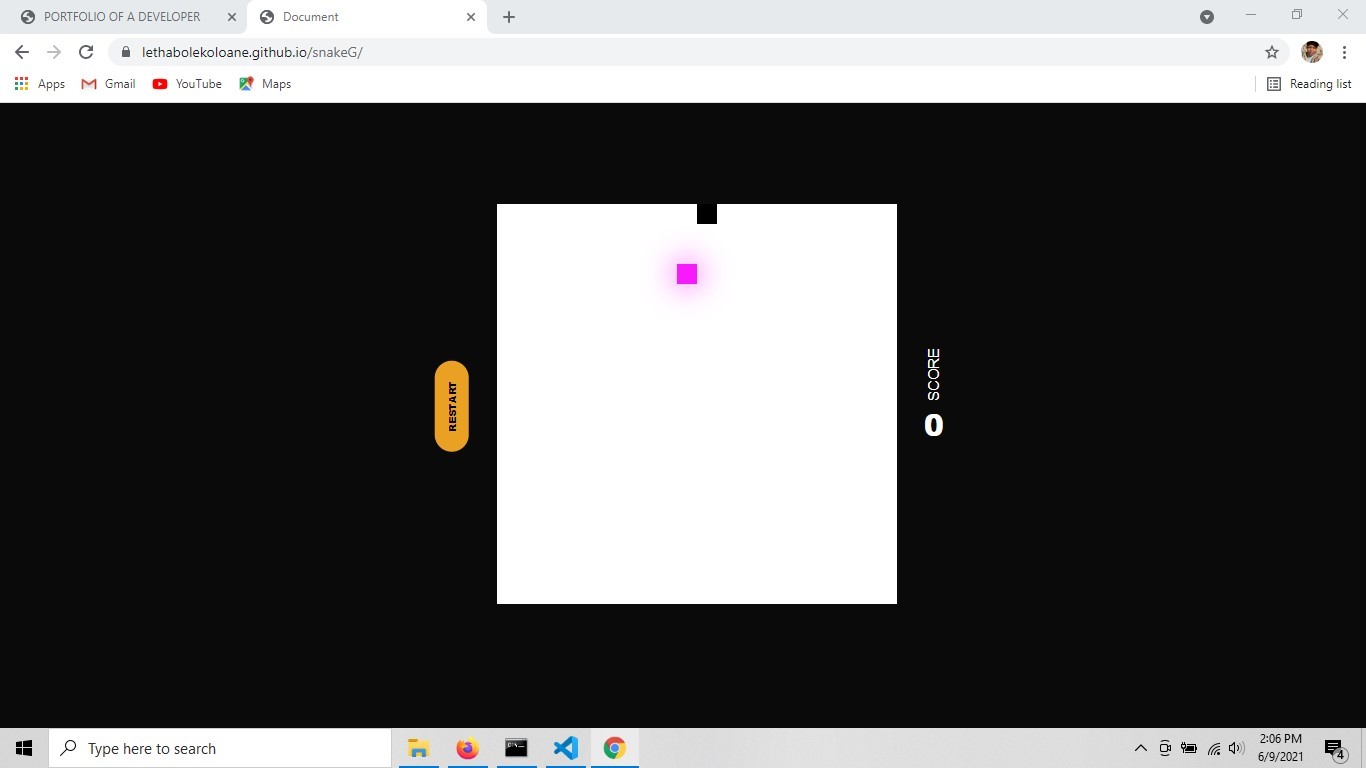 PORTFOLIO OF A DEVELOPER
Document
lethabolekoloane.github.io/snakeG/
Apps
Gmail
YouTube
Maps
Reading list
RESTART
SCORE
0
Type here to search
2:06 PM
6/9/2021
4